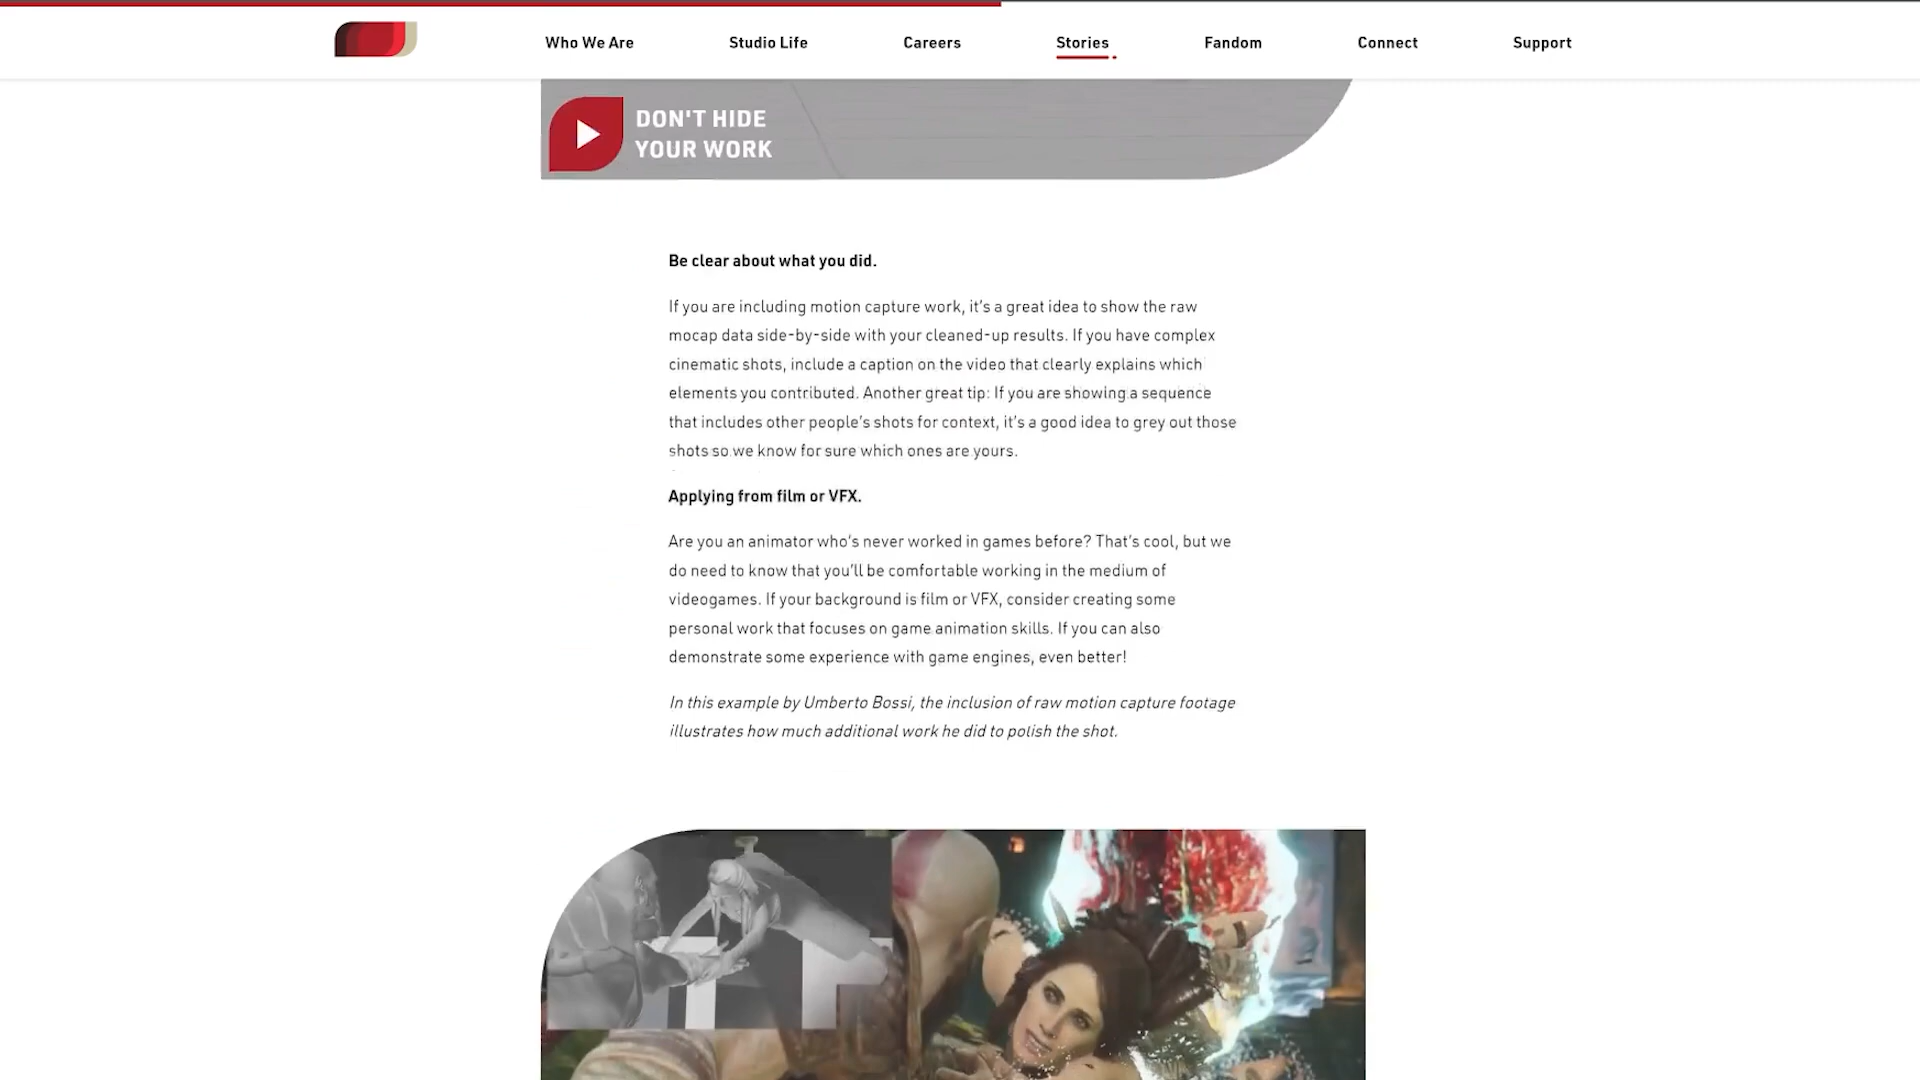 Who We Are
Studio Life
Careers
Stories
Fandom
Connect
Support
DON'T HIDE
YOUR WORK
Be clear about what you did.
If you are including motion capture work, it's a great idea to show the raw
mocap data side-by-side with your cleaned-up results. If you have complex
cinematic shots, include a caption on the video that clearly explains which
elements you contributed. Another great tip: If you are showing a sequence
that includes other people's shots for context, it's a good idea to grey out those
shots so we know for sure which ones are yours.
Applying from film or VFX.
Are you an animator who's never worked in games before? That's cool, but we
do need to know that you'll be comfortable working in the medium of
videogames. If your background is film or VFX, consider creating some
personal work that focuses on game animation skills. If you can also
demonstrate some experience with game engines, even better!
In this example by Umberto Bossi, the inclusion of raw motion capture footage
illustrates how much additional work he did to polish the shot.